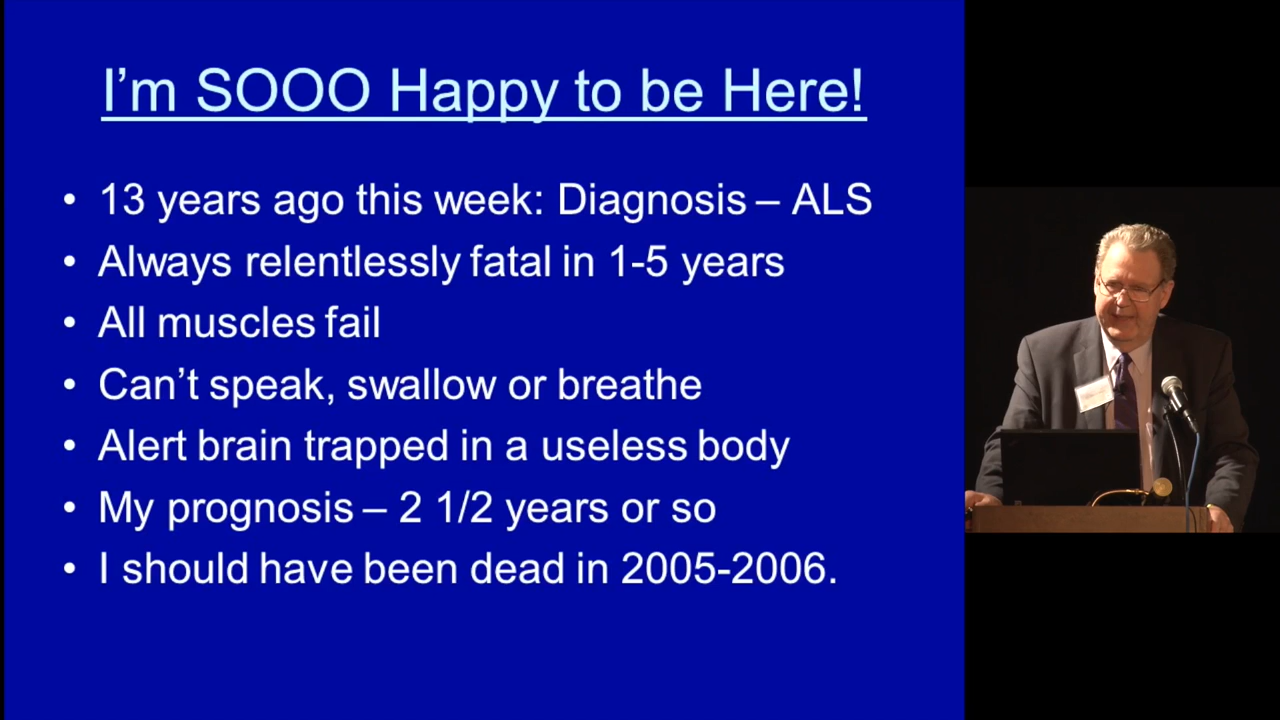 I'm SOOO Happy to be Here!
• 13 years ago this week: Diagnosis – ALS
• Always relentlessly fatal in 1-5 years
• All muscles fail
• Can't speak, swallow or breathe
• Alert brain trapped in a useless body
• My prognosis – 2 1/2 years or so
• I should have been dead in 2005-2006.